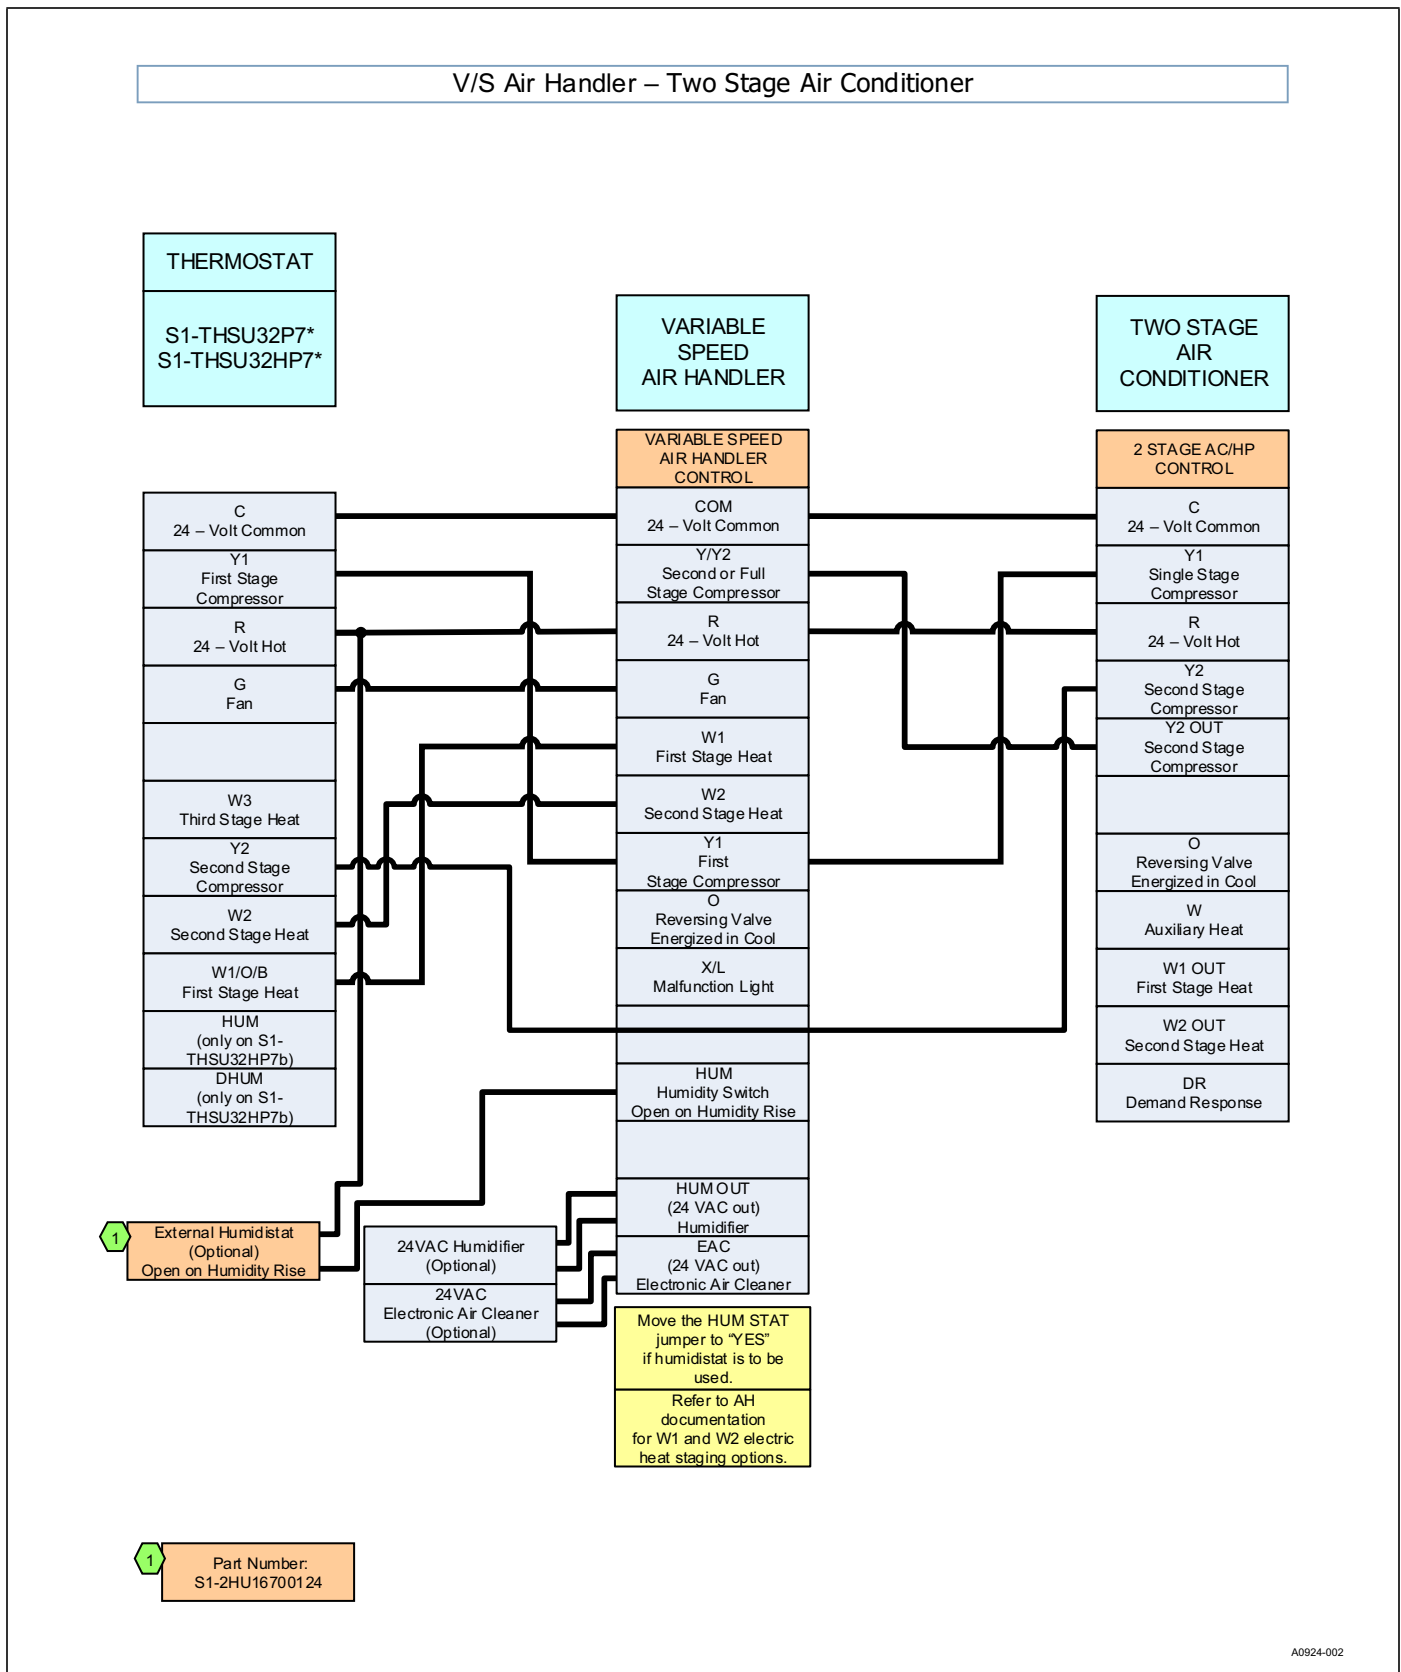 V/S Air Handler – Two Stage Air Conditioner
THERMOSTAT
S1-THSU32P7*
S1-THSU32HP7*
VARIABLE
SPEED
AIR HANDLER
TWO STAGE
AIR
CONDITIONER
C
24 – Volt Common
Y1
First Stage
Compressor
R
24 – Volt Hot
G
Fan
W3
Third Stage Heat
Y2
Second Stage
Compressor
W2
Second Stage Heat
W1/O/B
First Stage Heat
HUM
(only on S1-
THSU32HP7b)
DHUM
(only on S1-
THSU32HP7b)
VARIABLE SPEED
AIR HANDLER
CONTROL
COM
24 – Volt Common
Y/Y2
Second or Full
Stage Compressor
R
24 – Volt Hot
G
Fan
W1
First Stage Heat
W2
Second Stage Heat
Y1
First
Stage Compressor
O
Reversing Valve
Energized in Cool
X/L
Malfunction Light
HUM
Humidity Switch
Open on Humidity Rise
HUM OUT
(24 VAC out)
Humidifier
EAC
(24 VAC out)
Electronic Air Cleaner
2 STAGE AC/HP
CONTROL
C
24 – Volt Common
Y1
Single Stage
Compressor
R
24 – Volt Hot
Y2
Second Stage
Compressor
Y2 OUT
Second Stage
Compressor
O
Reversing Valve
Energized in Cool
W
Auxiliary Heat
W1 OUT
First Stage Heat
W2 OUT
Second Stage Heat
DR
Demand Response
1
External Humidistat
(Optional)
Open on Humidity Rise
24VAC Humidifier
(Optional)
24VAC
Electronic Air Cleaner
(Optional)
Move the HUM STAT
jumper to “YES”
if humidistat is to be
used.
Refer to AH
documentation
for W1 and W2 electric
heat staging options.
1
Part Number:
S1-2HU16700124
A0924-002